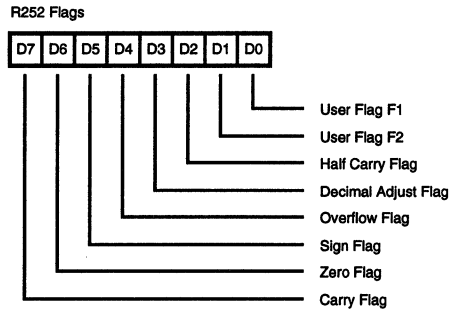 R252 Flags
D7 D6 D5 D4 D3 D2 D1 D0
User Flag F1
User Flag F2
Half Carry Flag
Decimal Adjust Flag
Overflow Flag
Sign Flag
Zero Flag
Carry Flag